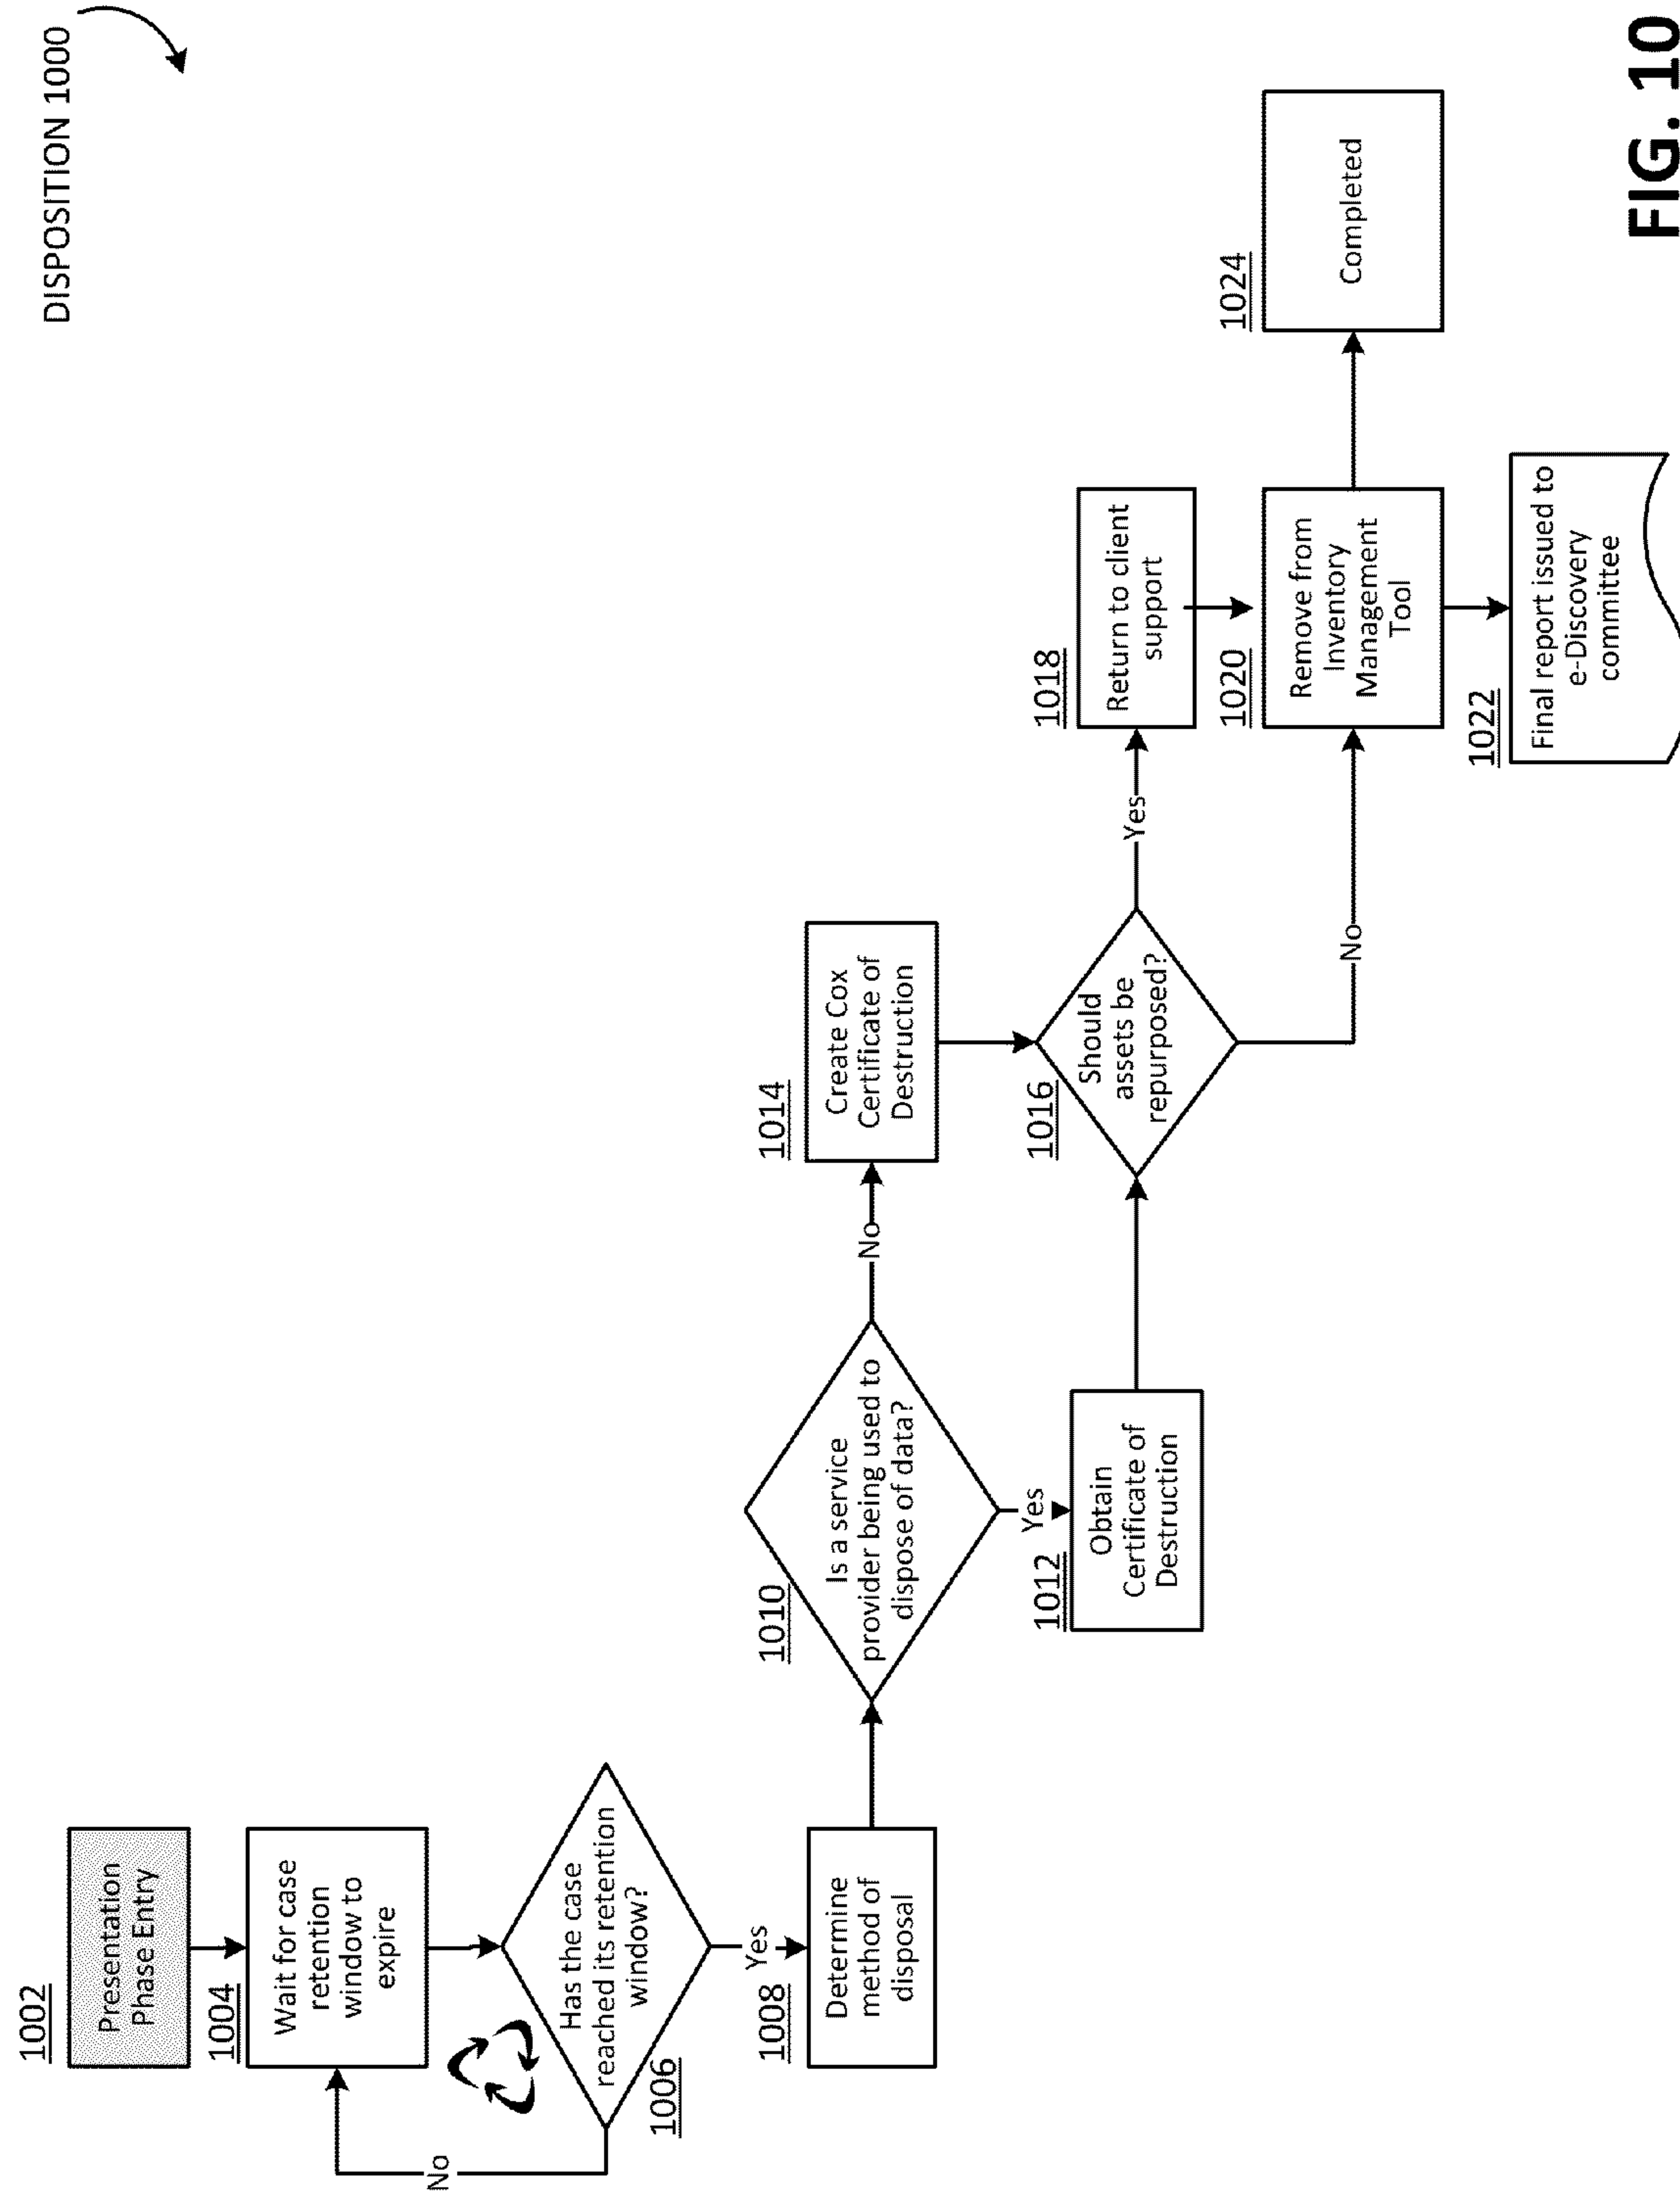 DISPOSITION 1000
1002
Presentation
Phase Entry
1004
Wait for case
retention
window to
expire
No
1006
Has the case
reached its retention
window?
Yes
1008
Determine
method of
disposal
1010
Is a service
provider being used to
dispose of data?
No
Yes
1012
Obtain
Certificate of
Destruction
1014
Create Cox
Certificate of
Destruction
1016
Should
assets be
repurposed?
Yes
No
1018
Return to client
support
1020
Remove from
Inventory
Management
Tool
1022
Final report issued to
e-Discovery
committee
1024
Completed
FIG. 10